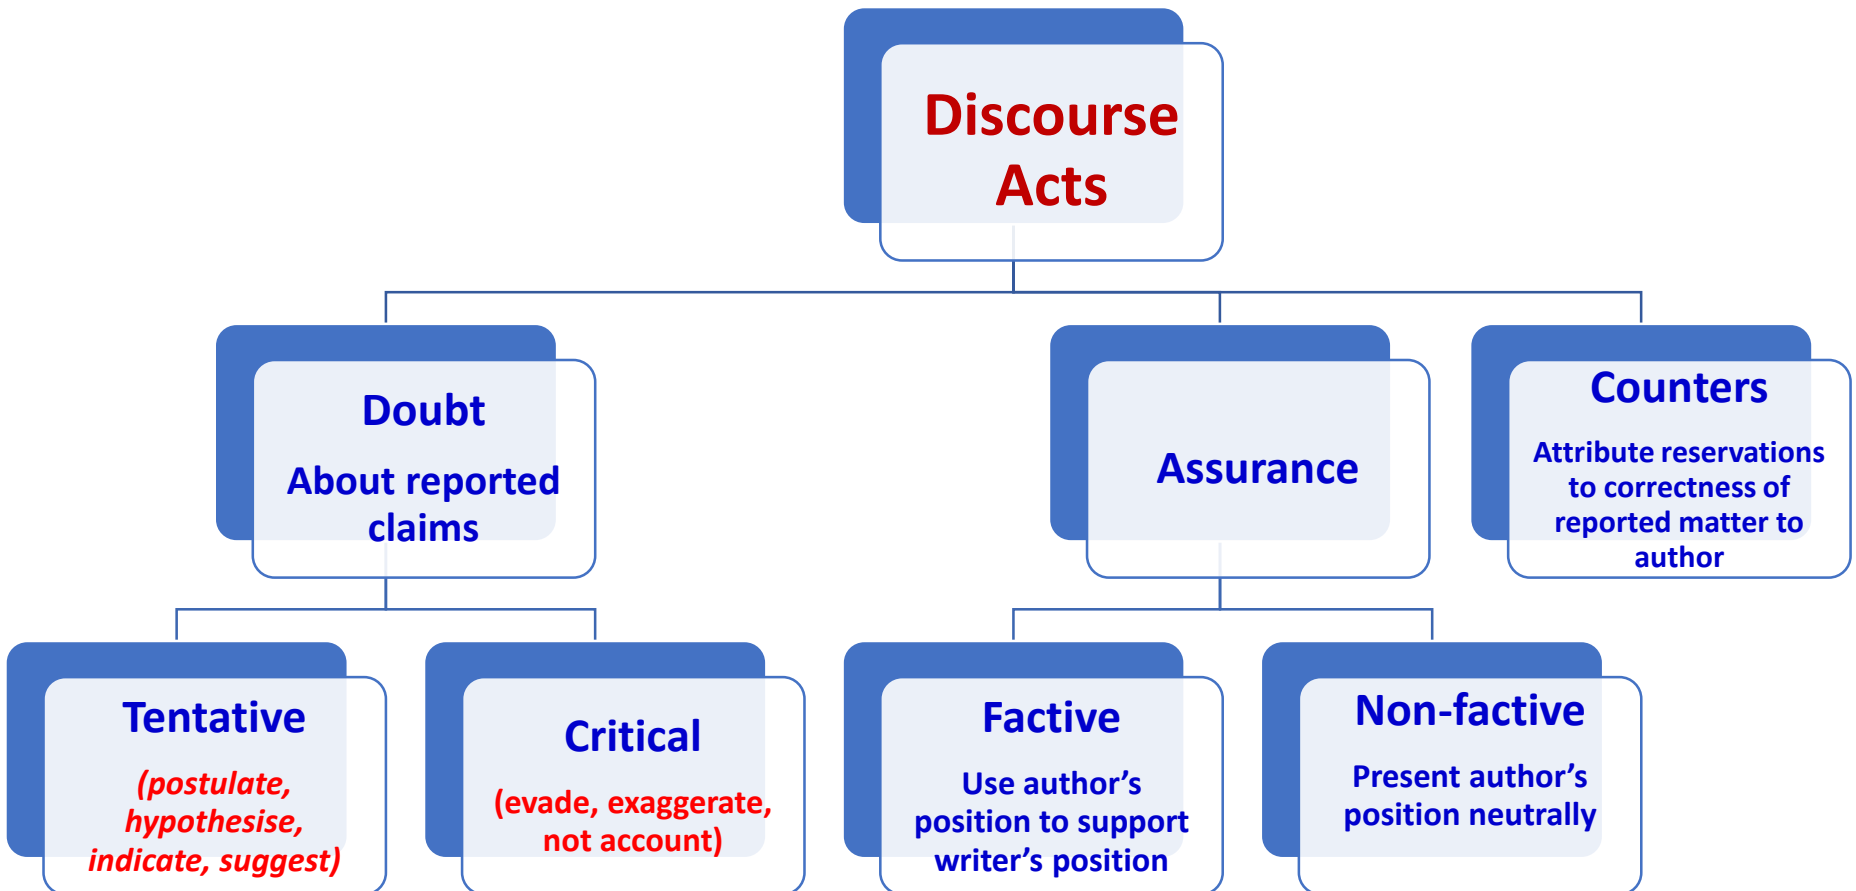 Discourse
Acts
Doubt
About reported
claims
Assurance
Counters
Attribute reservations
to correctness of
reported matter to
author
Tentative
(postulate,
hypothesise,
indicate, suggest)
Critical
(evade, exaggerate,
not account)
Factive
Use author’s
position to support
writer’s position
Non-factive
Present author’s
position neutrally